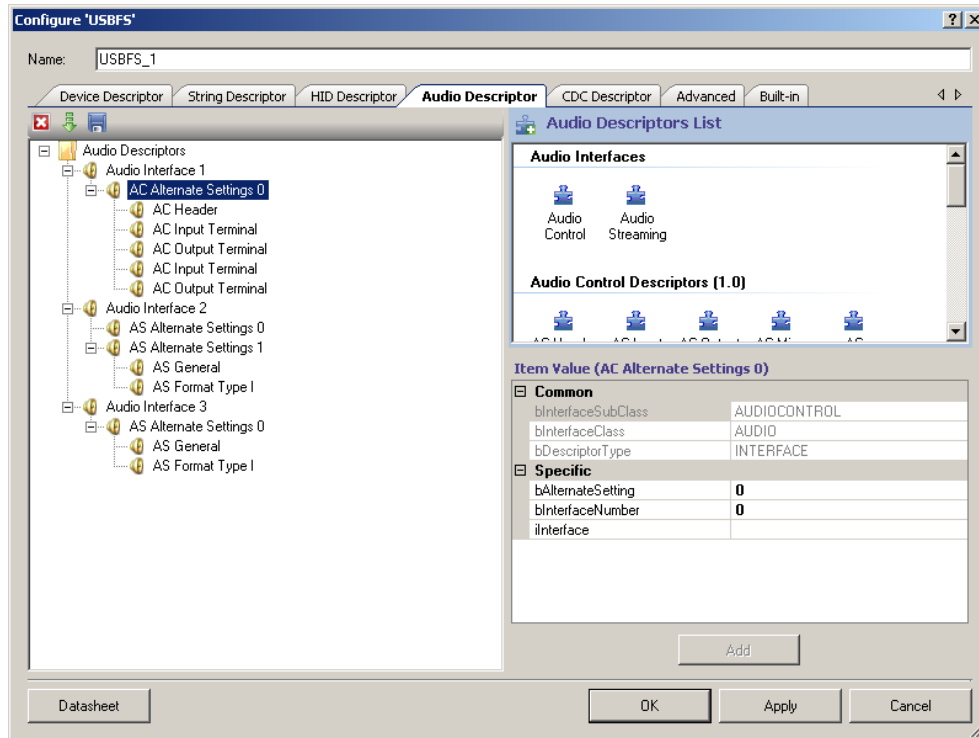 Configure 'USBFS'
Name: USBFS_1
Device Descriptor String Descriptor HID Descriptor Audio Descriptor CDC Descriptor Advanced Built-in
Audio Descriptors
Audio Interface 1
AC Alternate Settings 0
AC Header
AC Input Terminal
AC Output Terminal
AC Input Terminal
AC Output Terminal
Audio Interface 2
AS Alternate Settings 0
AS Alternate Settings 1
AS General
AS Format Type I
Audio Interface 3
AS Alternate Settings 0
AS General
AS Format Type I
Audio Descriptors List
Audio Interfaces
Audio Control
Audio Streaming
Audio Control Descriptors (1.0)
Item Value (AC Alternate Settings 0)
Common
bInterfaceSubClass AUDIOCONTROL
bInterfaceClass AUDIO
bDescriptorType INTERFACE
Specific
bAlternateSetting 0
bInterfaceNumber 0
iInterface
Add
Datasheet OK Apply Cancel